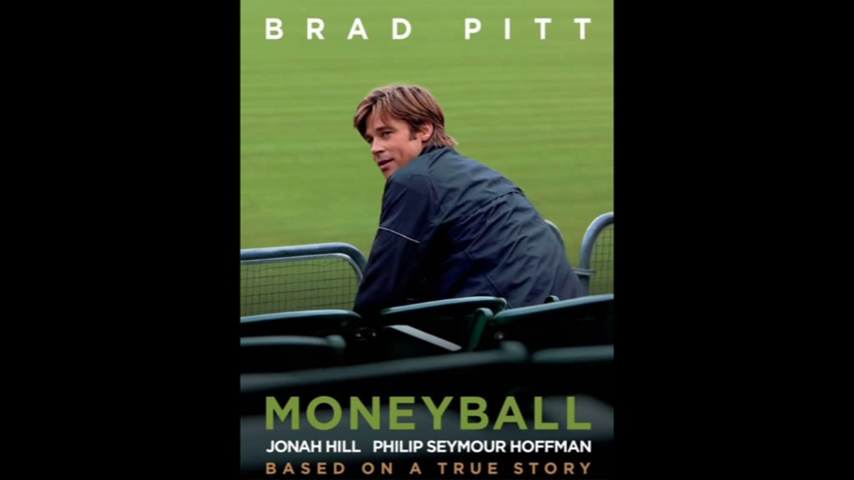 BRAD PITT
MONEYBALL
JONAH HILL PHILIP SEYMOUR HOFFMAN
BASED ON A TRUE STORY